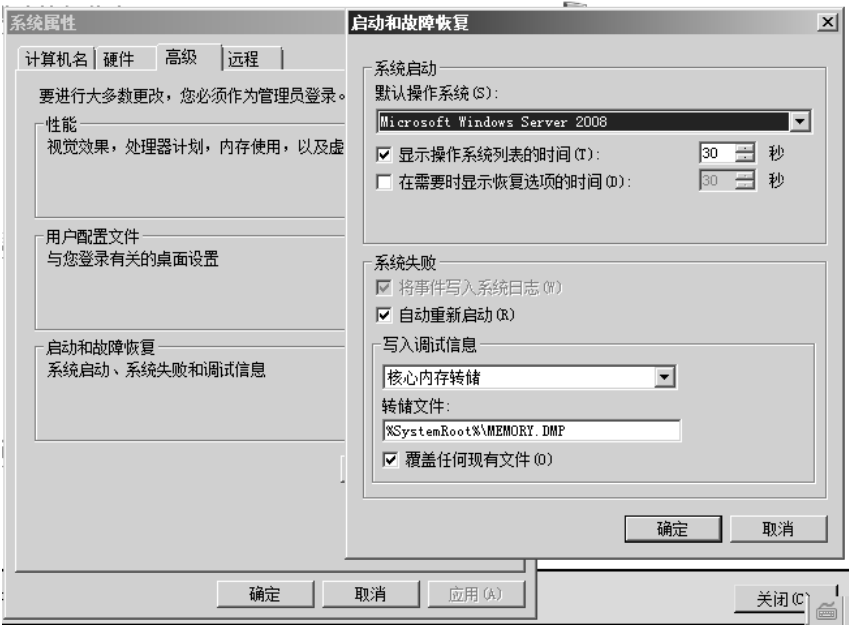 系统属性
计算机名
硬件
高级
远程
要进行大多数更改，您必须作为管理员登录。
性能
视觉效果，处理器计划，内存使用，以及虚
用户配置文件
与您登录有关的桌面设置
启动和故障恢复
系统启动、系统失败和调试信息
确定
取消
应用(A)
启动和故障恢复
系统启动
默认操作系统(S):
Microsoft Windows Server 2008
显示操作系统列表的时间(T): 30 秒
在需要时显示恢复选项的时间(D): 30 秒
系统失败
将事件写入系统日志(W)
自动重新启动(R)
写入调试信息
核心内存转储
转储文件:
%SystemRoot%\MEMORY.DMP
覆盖任何现有文件(O)
确定
取消
关闭(C)